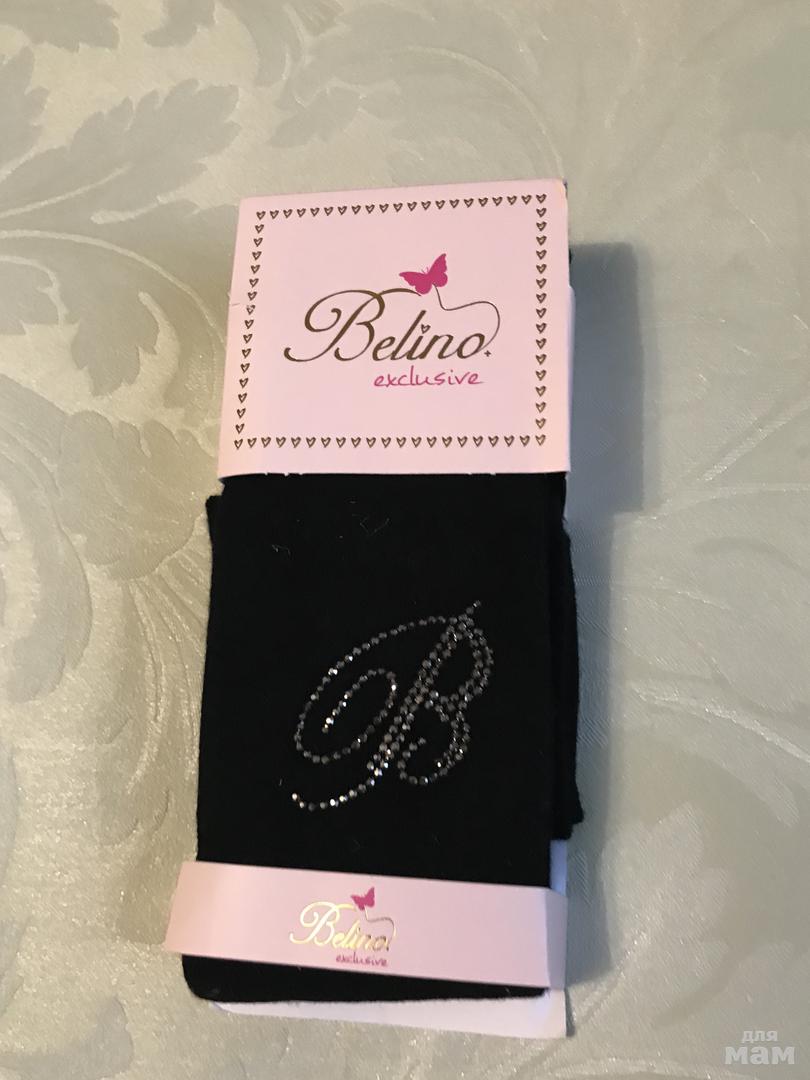 Belino
exclusive
B
Belino
exclusive
для
мам